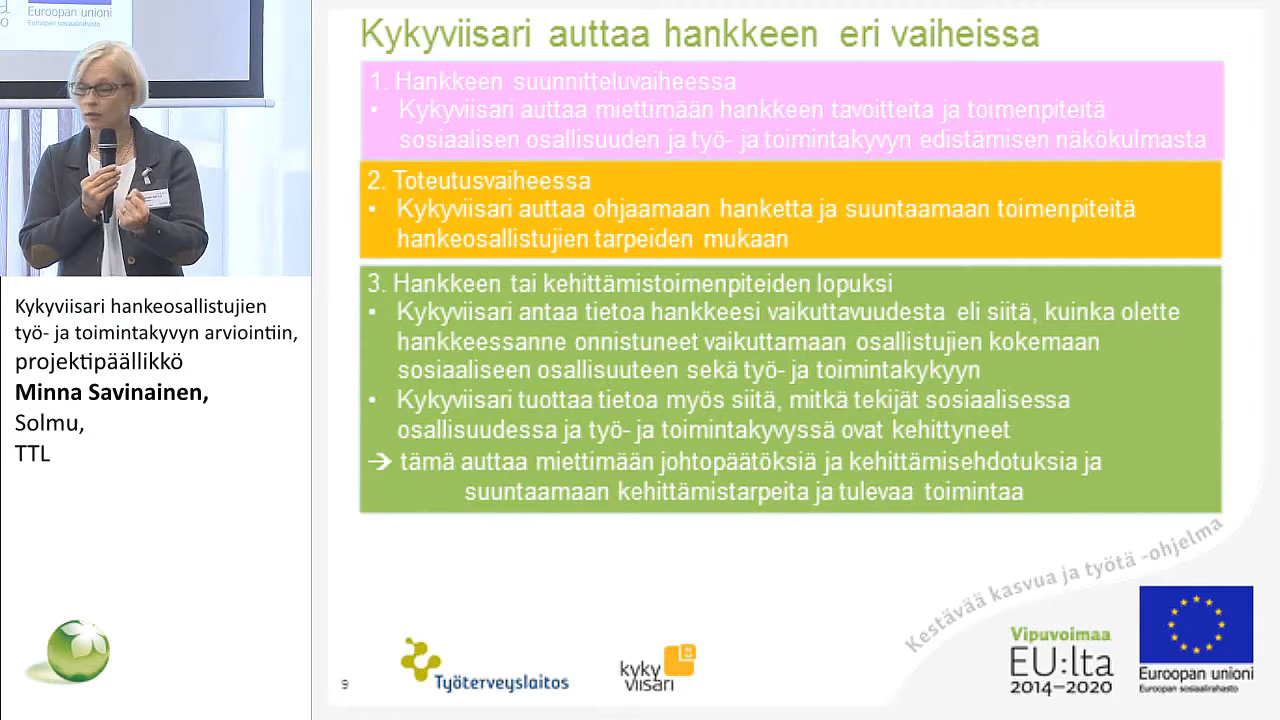 Euroopan unioni
Euroopan sosiaalirahasto
Kykyviisari hankeosallistujien
työ- ja toimintakyvyn arviointiin,
projektipäällikkö
Minna Savinainen,
Solmu,
TTL
Kykyviisari auttaa hankkeen eri vaiheissa
1. Hankkeen suunnitteluvaiheessa
• Kykyviisari auttaa miettimään hankkeen tavoitteita ja toimenpiteitä
sosiaalisen osallisuuden ja työ- ja toimintakyvyn edistämisen näkökulmasta
2. Toteutusvaiheessa
• Kykyviisari auttaa ohjaamaan hanketta ja suuntaamaan toimenpiteitä
hankeosallistujien tarpeiden mukaan
3. Hankkeen tai kehittämistoimenpiteiden lopuksi
• Kykyviisari antaa tietoa hankkeesi vaikuttavuudesta eli siitä, kuinka olette
hankkeessanne onnistuneet vaikuttamaan osallistujien kokemaan
sosiaaliseen osallisuuteen sekä työ- ja toimintakykyyn
• Kykyviisari tuottaa tietoa myös siitä, mitkä tekijät sosiaalisessa
osallisuudessa ja työ- ja toimintakyvyssä ovat kehittyneet
→ tämä auttaa miettimään johtopäätöksiä ja kehittämisehdotuksia ja
suuntaamaan kehittämistarpeita ja tulevaa toimintaa
Kestävää kasvua ja työtä -ohjelma
9
Työterveyslaitos
kyky
viisari
Vipuvoimaa
EU:lta
2014–2020
Euroopan unioni
Euroopan sosiaalirahasto